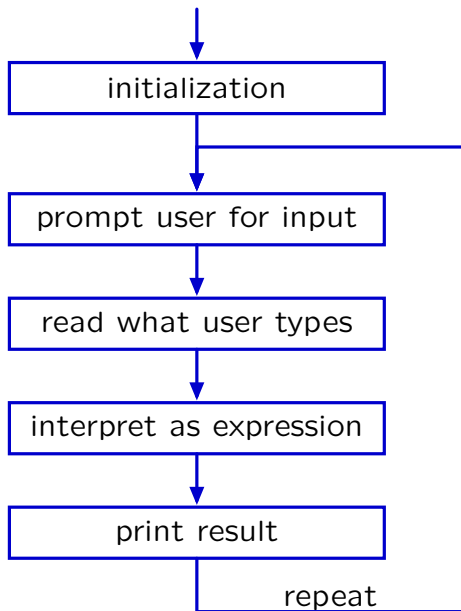 initialization
prompt user for input
read what user types
interpret as expression
print result
repeat